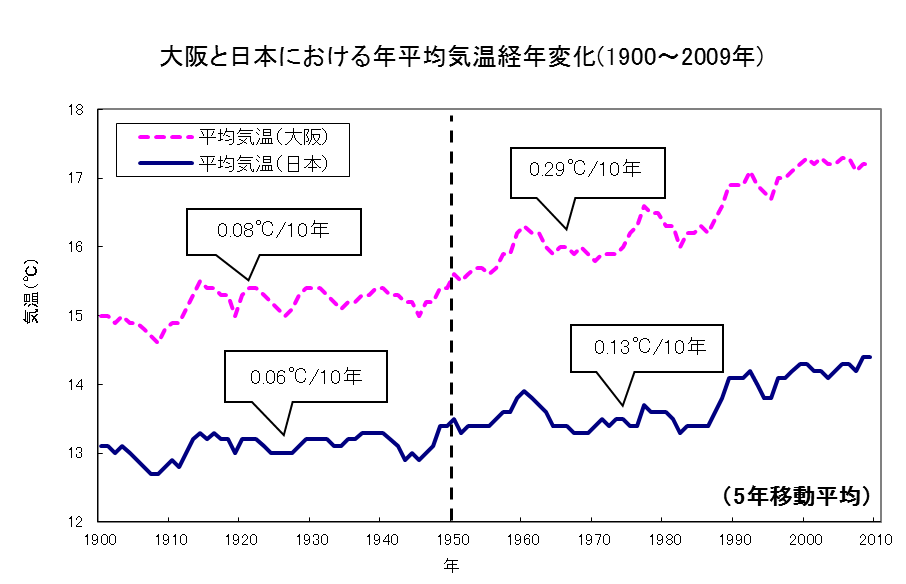 大阪と日本における年平均気温経年変化(1900～2009年)
18
17
16
15
14
13
12
気温(℃)
平均気温(大阪)
平均気温(日本)
0.29℃/10年
0.08℃/10年
0.13℃/10年
0.06℃/10年
(5年移動平均)
1900 1910 1920 1930 1940 1950 1960 1970 1980 1990 2000 2010
年